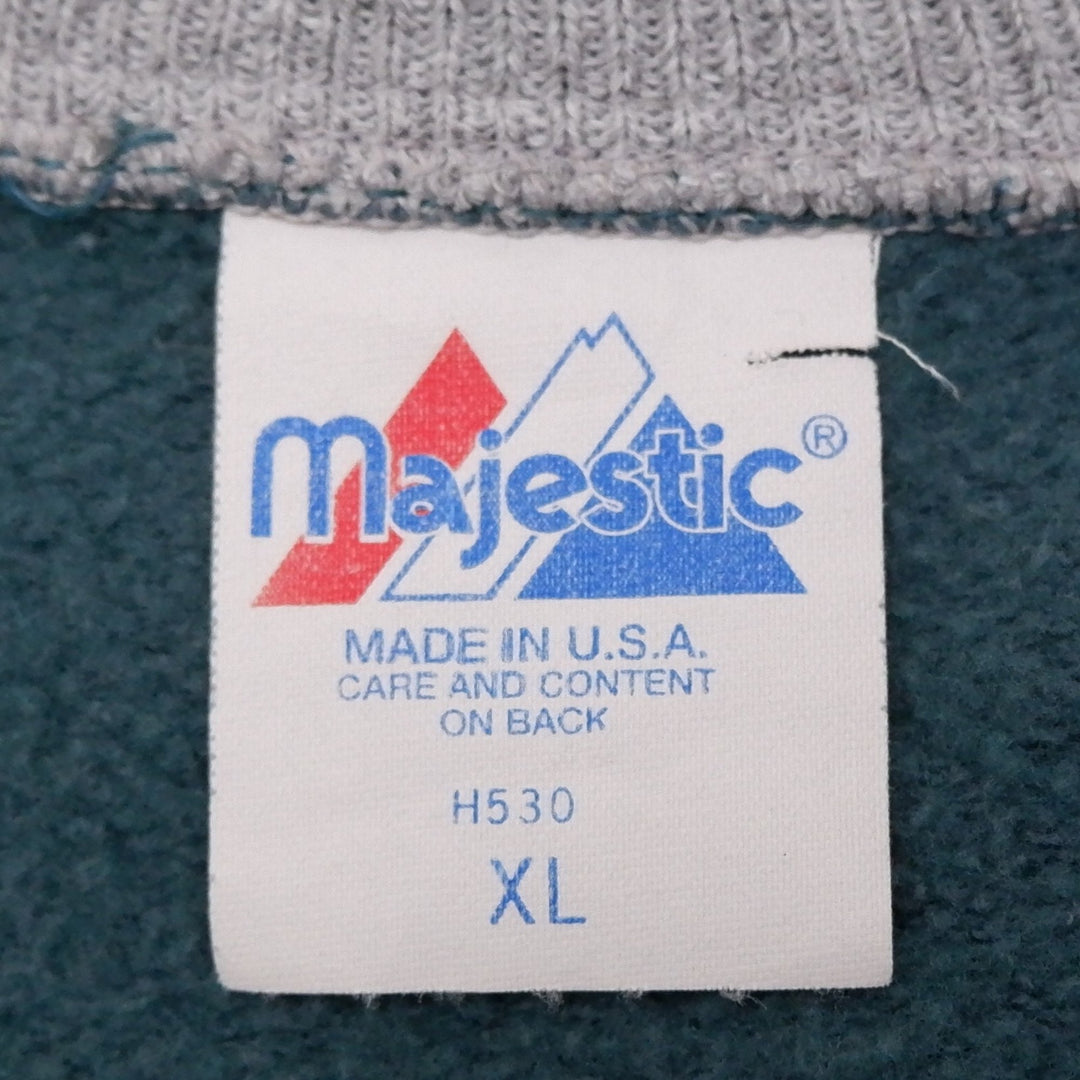 majestic®
MADE IN U.S.A.
CARE AND CONTENT
ON BACK
H530
XL